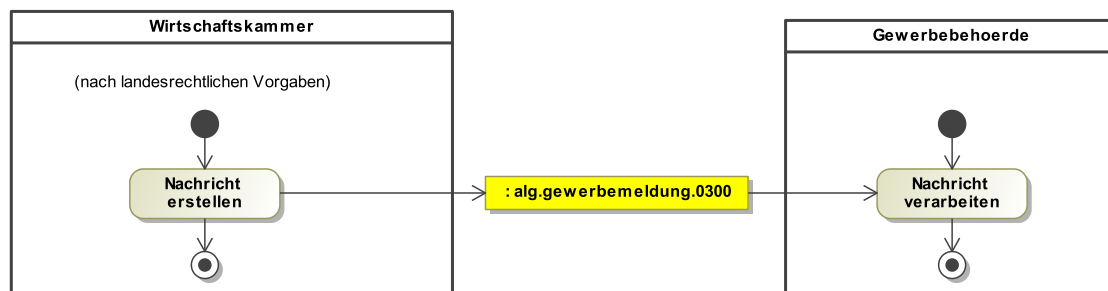 Wirtschaftskammer
Gewerbebehoerde
(nach landesrechtlichen Vorgaben)
Nachricht
erstellen
: alg.gewerbemeldung.0300
Nachricht
verarbeiten